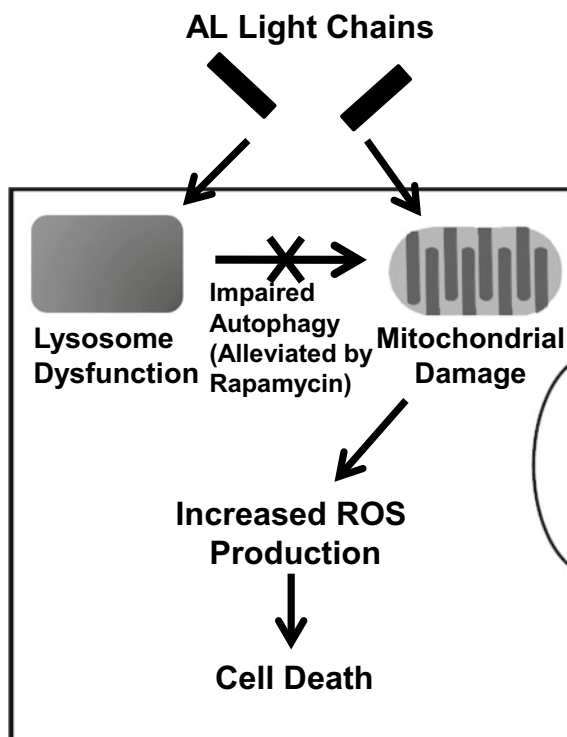 AL Light Chains
Impaired
Autophagy
(Alleviated by
Rapamycin)
Lysosome
Dysfunction
Mitochondrial
Damage
Increased ROS
Production
Cell Death